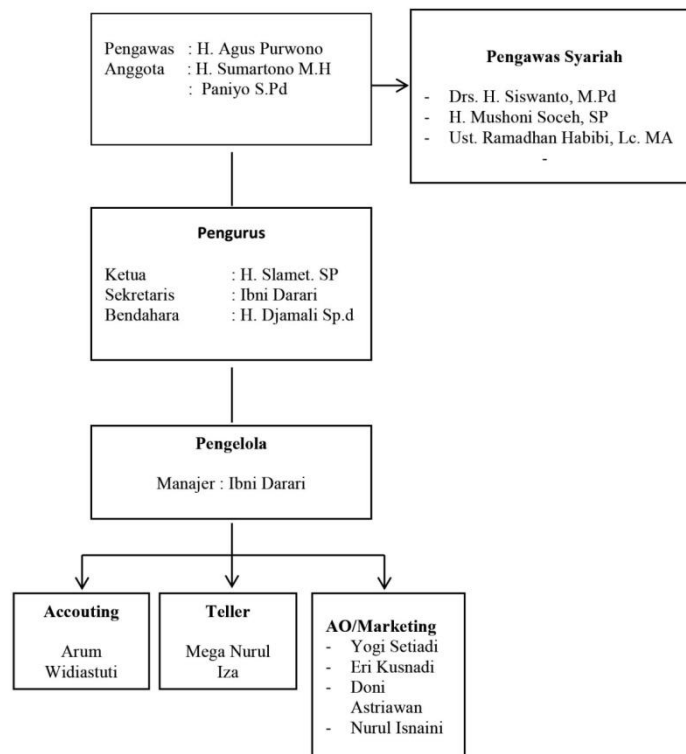 Pengawas : H. Agus Purwono
Anggota : H. Sumartono M.H
: Paniyo S.Pd
Pengawas Syariah
- Drs. H. Siswanto, M.Pd
- H. Mushoni Soceh, SP
- Ust. Ramadhan Habibi, Lc. MA
-
Pengurus
Ketua : H. Slamet. SP
Sekretaris : Ibni Darari
Bendahara : H. Djamali Sp.d
Pengelola
Manajer : Ibni Darari
Accouting
Arum
Widiastuti
Teller
Mega Nurul
Iza
AO/Marketing
- Yogi Setiadi
- Eri Kusnadi
- Doni
Astriawan
- Nurul Isnaini